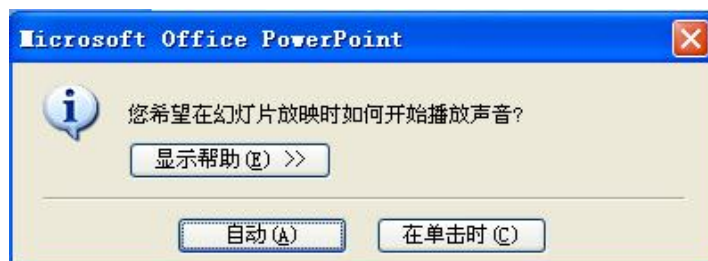 Microsoft Office PowerPoint
您希望在幻灯片放映时如何开始播放声音?
显示帮助(E) >>
自动(A)
在单击时(C)